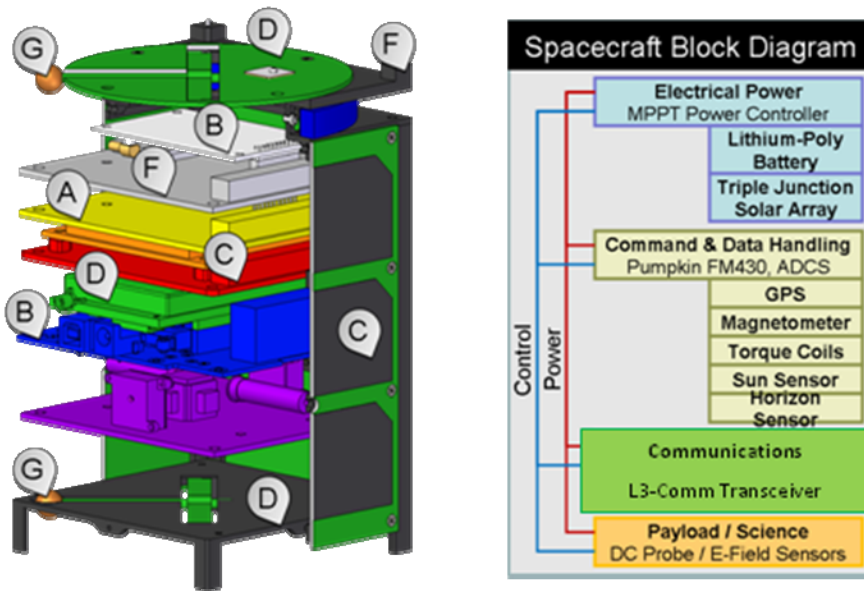 G
D
F
B
F
A
C
D
B
C
G
D
Spacecraft Block Diagram
Electrical Power
MPPT Power Controller
Lithium-Poly
Battery
Triple Junction
Solar Array
Command & Data Handling
Pumpkin FM430, ADCS
GPS
Magnetometer
Torque Coils
Sun Sensor
Horizon
Sensor
Control
Power
Communications
L3-Comm Transceiver
Payload / Science
DC Probe / E-Field Sensors